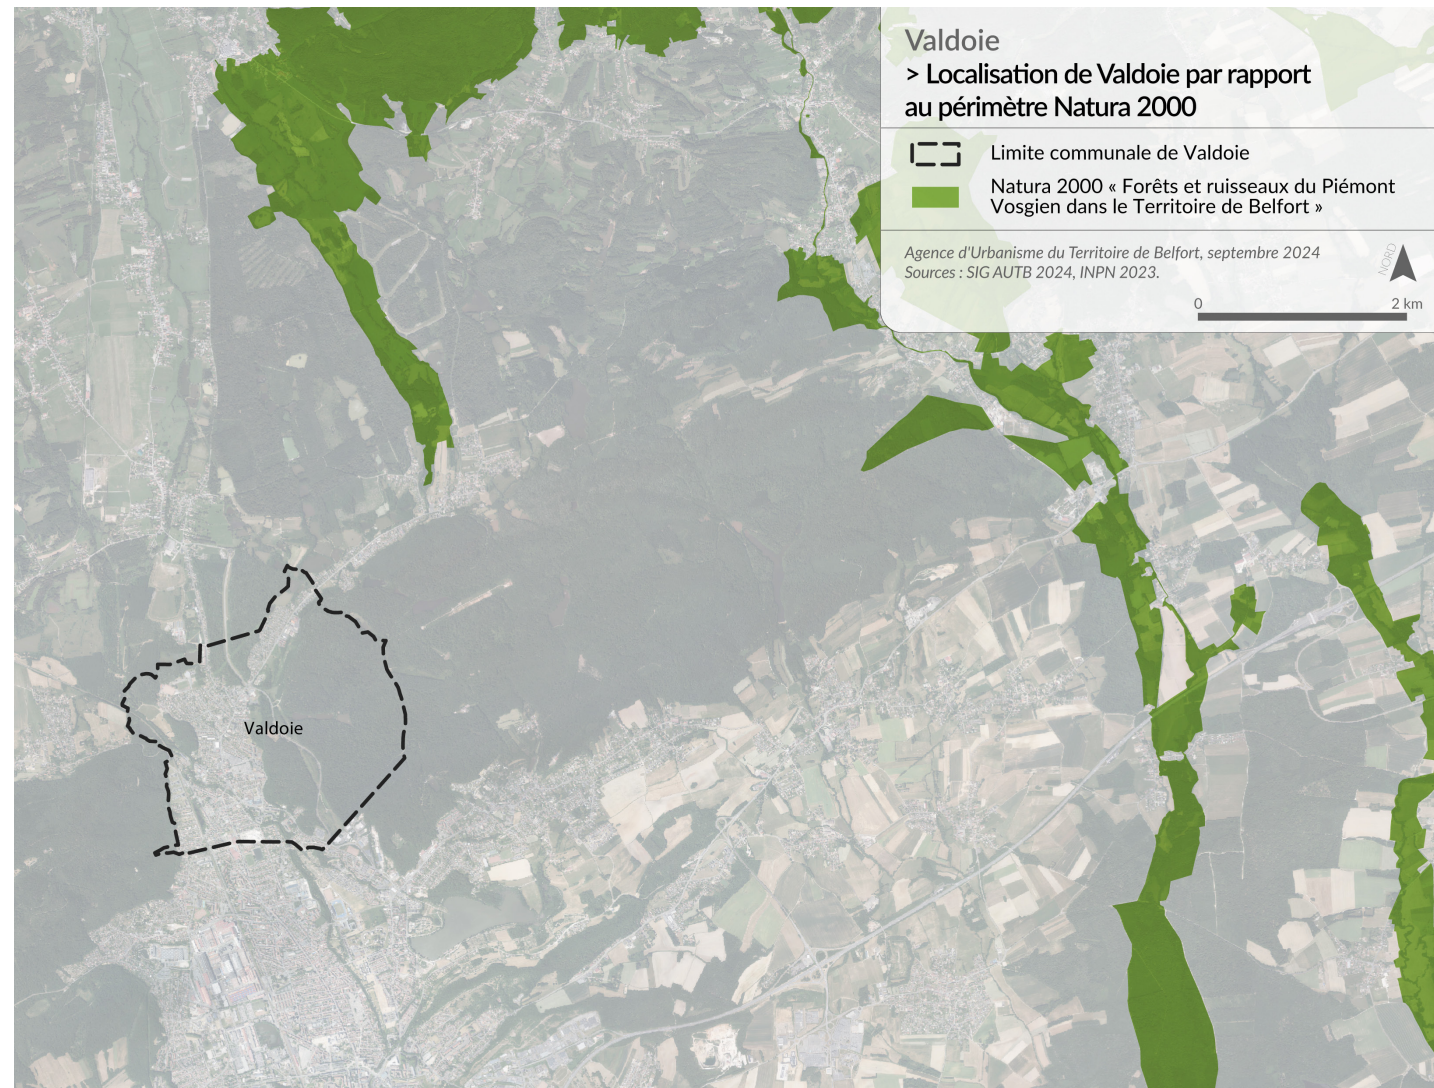 Valdoie
> Localisation de Valdoie par rapport
au périmètre Natura 2000
Limite communale de Valdoie
Natura 2000 « Forêts et ruisseaux du Piémont
Vosgien dans le Territoire de Belfort »
Agence d'Urbanisme du Territoire de Belfort, septembre 2024
Sources : SIG AUTB 2024, INPN 2023.
NORD
0 2 km
Valdoie